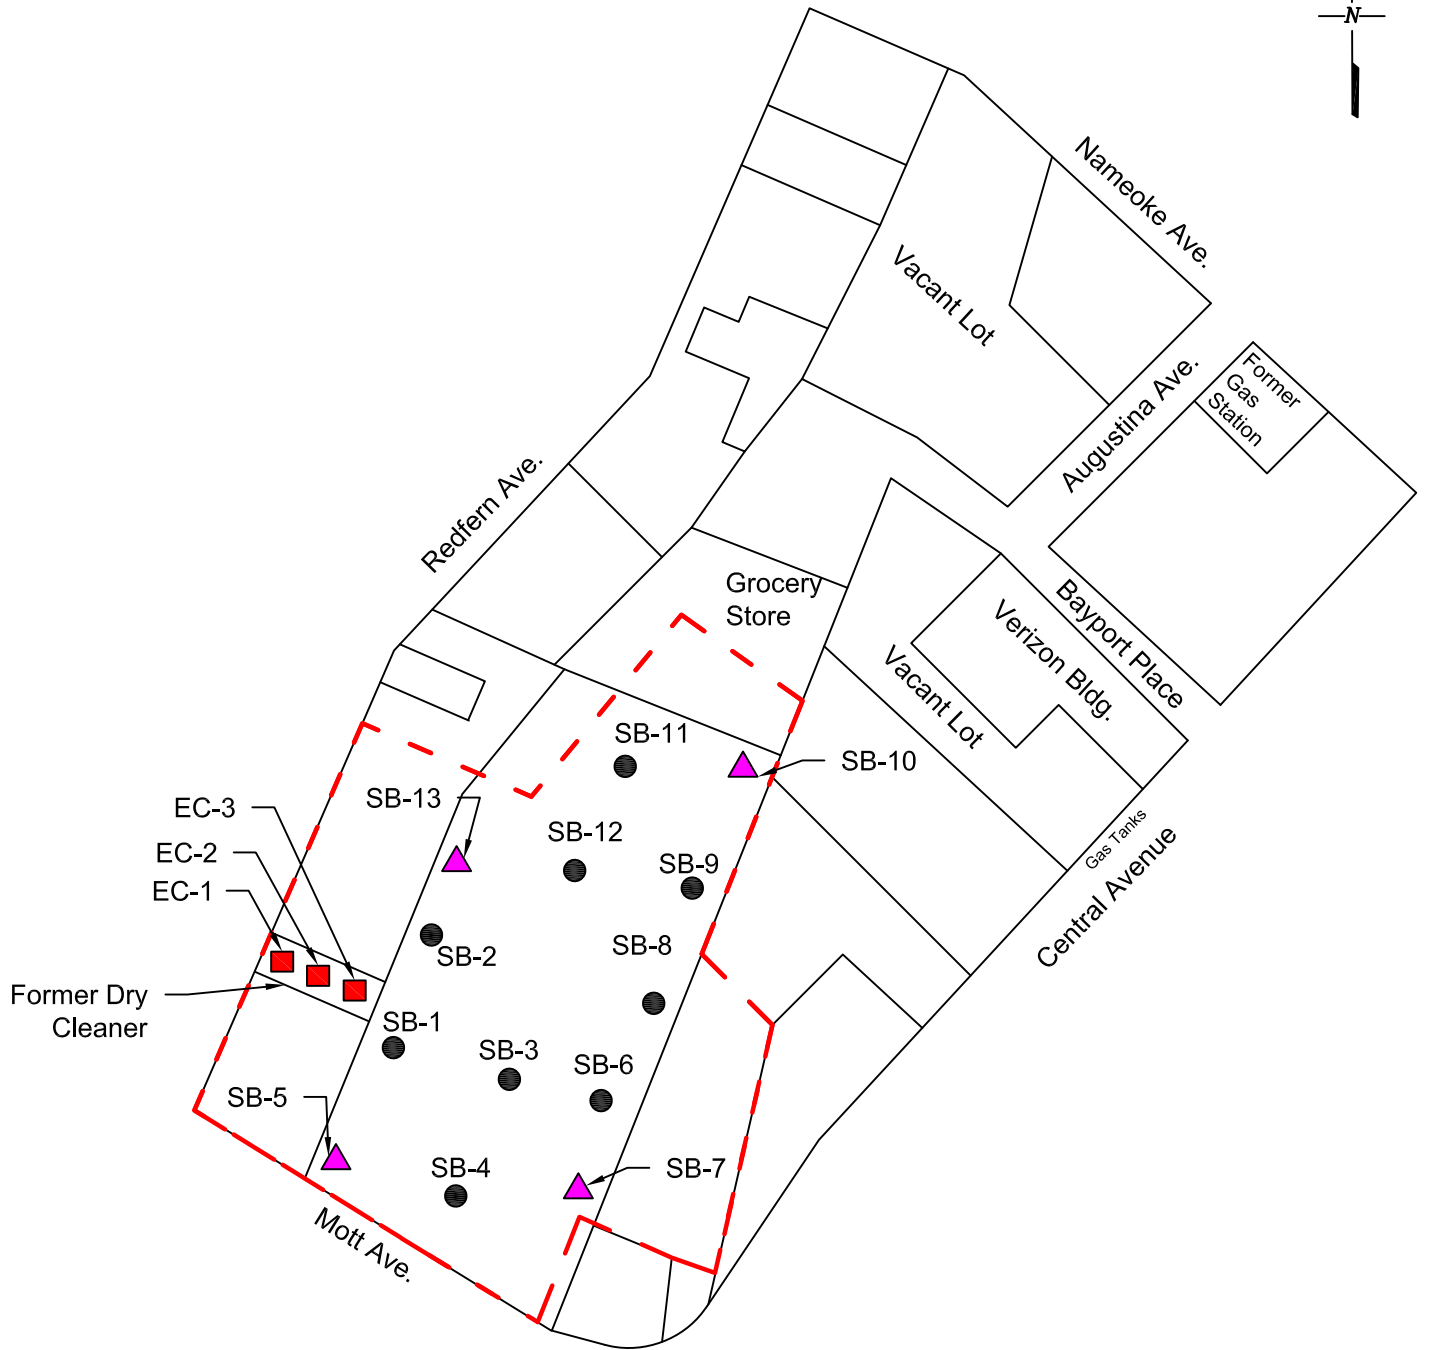 N
Nameoke Ave.
Vacant Lot
Former
Gas
Station
Augustina Ave.
Redfern Ave.
Grocery
Store
Bayport Place
Verizon Bldg.
Vacant Lot
SB-11
SB-10
SB-13
EC-3
SB-12
EC-2
SB-9
EC-1
Gas Tanks
Central Avenue
SB-2
SB-8
Former Dry
Cleaner
SB-1
SB-3
SB-6
SB-5
SB-4
SB-7
Mott Ave.